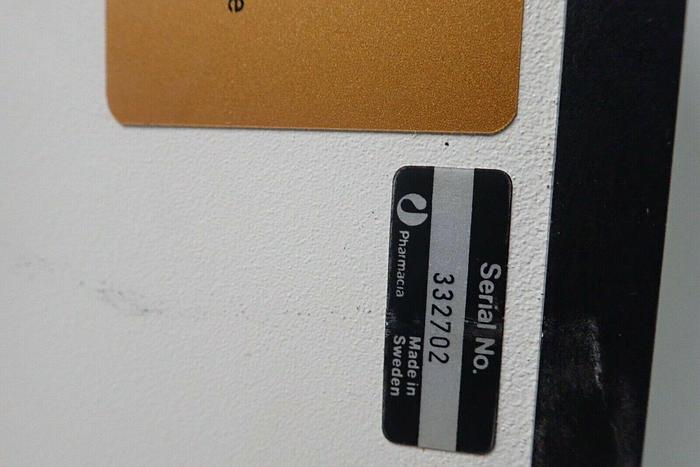 e
Serial No.
332702
Pharmacia
Made in
Sweden